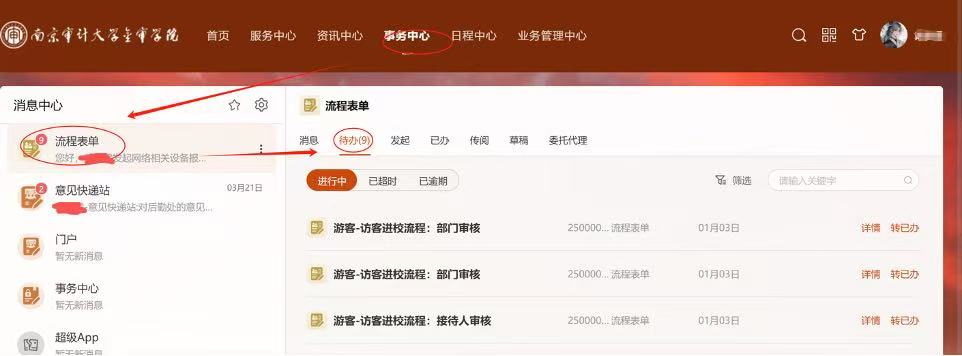 南京审计大学金审学院 首页 服务中心 资讯中心 事务中心 日程中心 业务管理中心
消息中心
9
流程表单
您好, 发起网络相关设备报...
2
意见快递站 03月21日
:意见快递站:对后勤处的意见...
门户
暂无新消息
事务中心
暂无新消息
超级App
暂无新消息
流程表单
消息 待办(9) 发起 已办 传阅 草稿 委托代理
进行中 已超时 已逾期 筛选 请输入关键字
游客-访客进校流程：部门审核 250000... 流程表单 01月03日 详情 转已办
游客-访客进校流程：部门审核 250000... 流程表单 01月03日 详情 转已办
游客-访客进校流程：接待人审核 250000... 流程表单 01月03日 详情 转已办